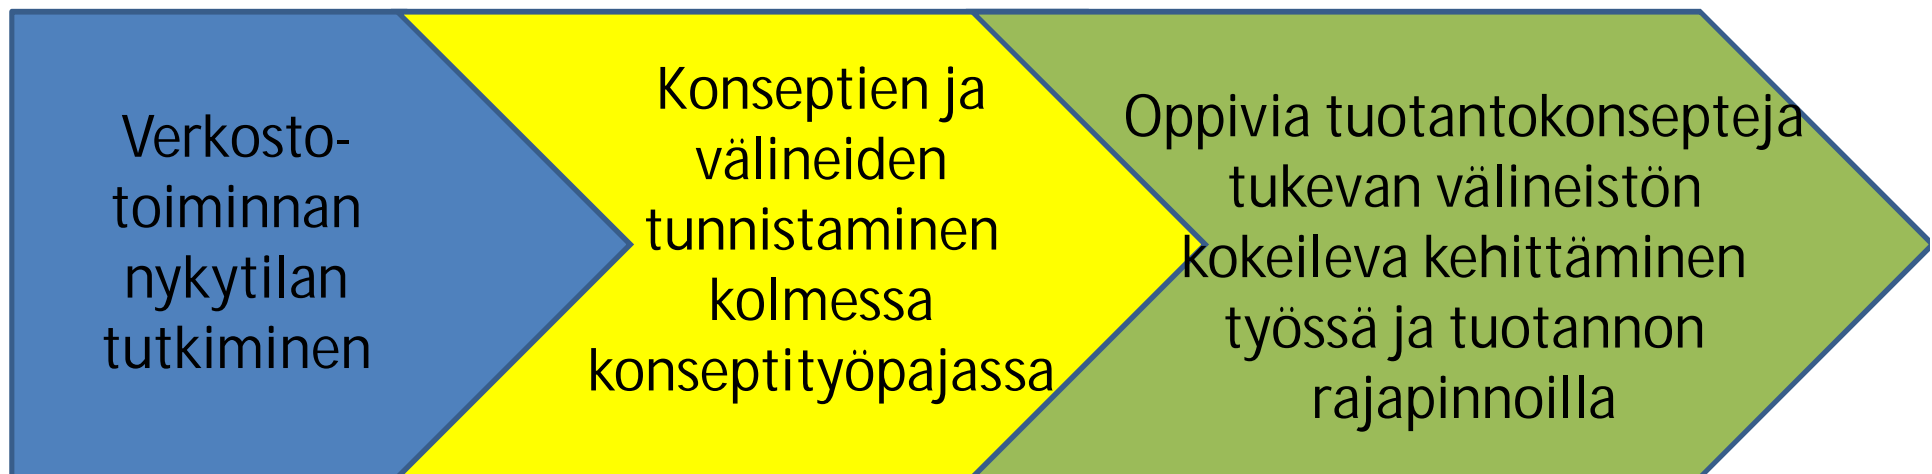 Verkosto-
toiminnan
nykytilan
tutkiminen
Konseptien ja
välineiden
tunnistaminen
kolmessa
konseptityöpajassa
Oppivia tuotantokonsepteja
tukevan välineistön
kokeileva kehittäminen
työssä ja tuotannon
rajapinnoilla